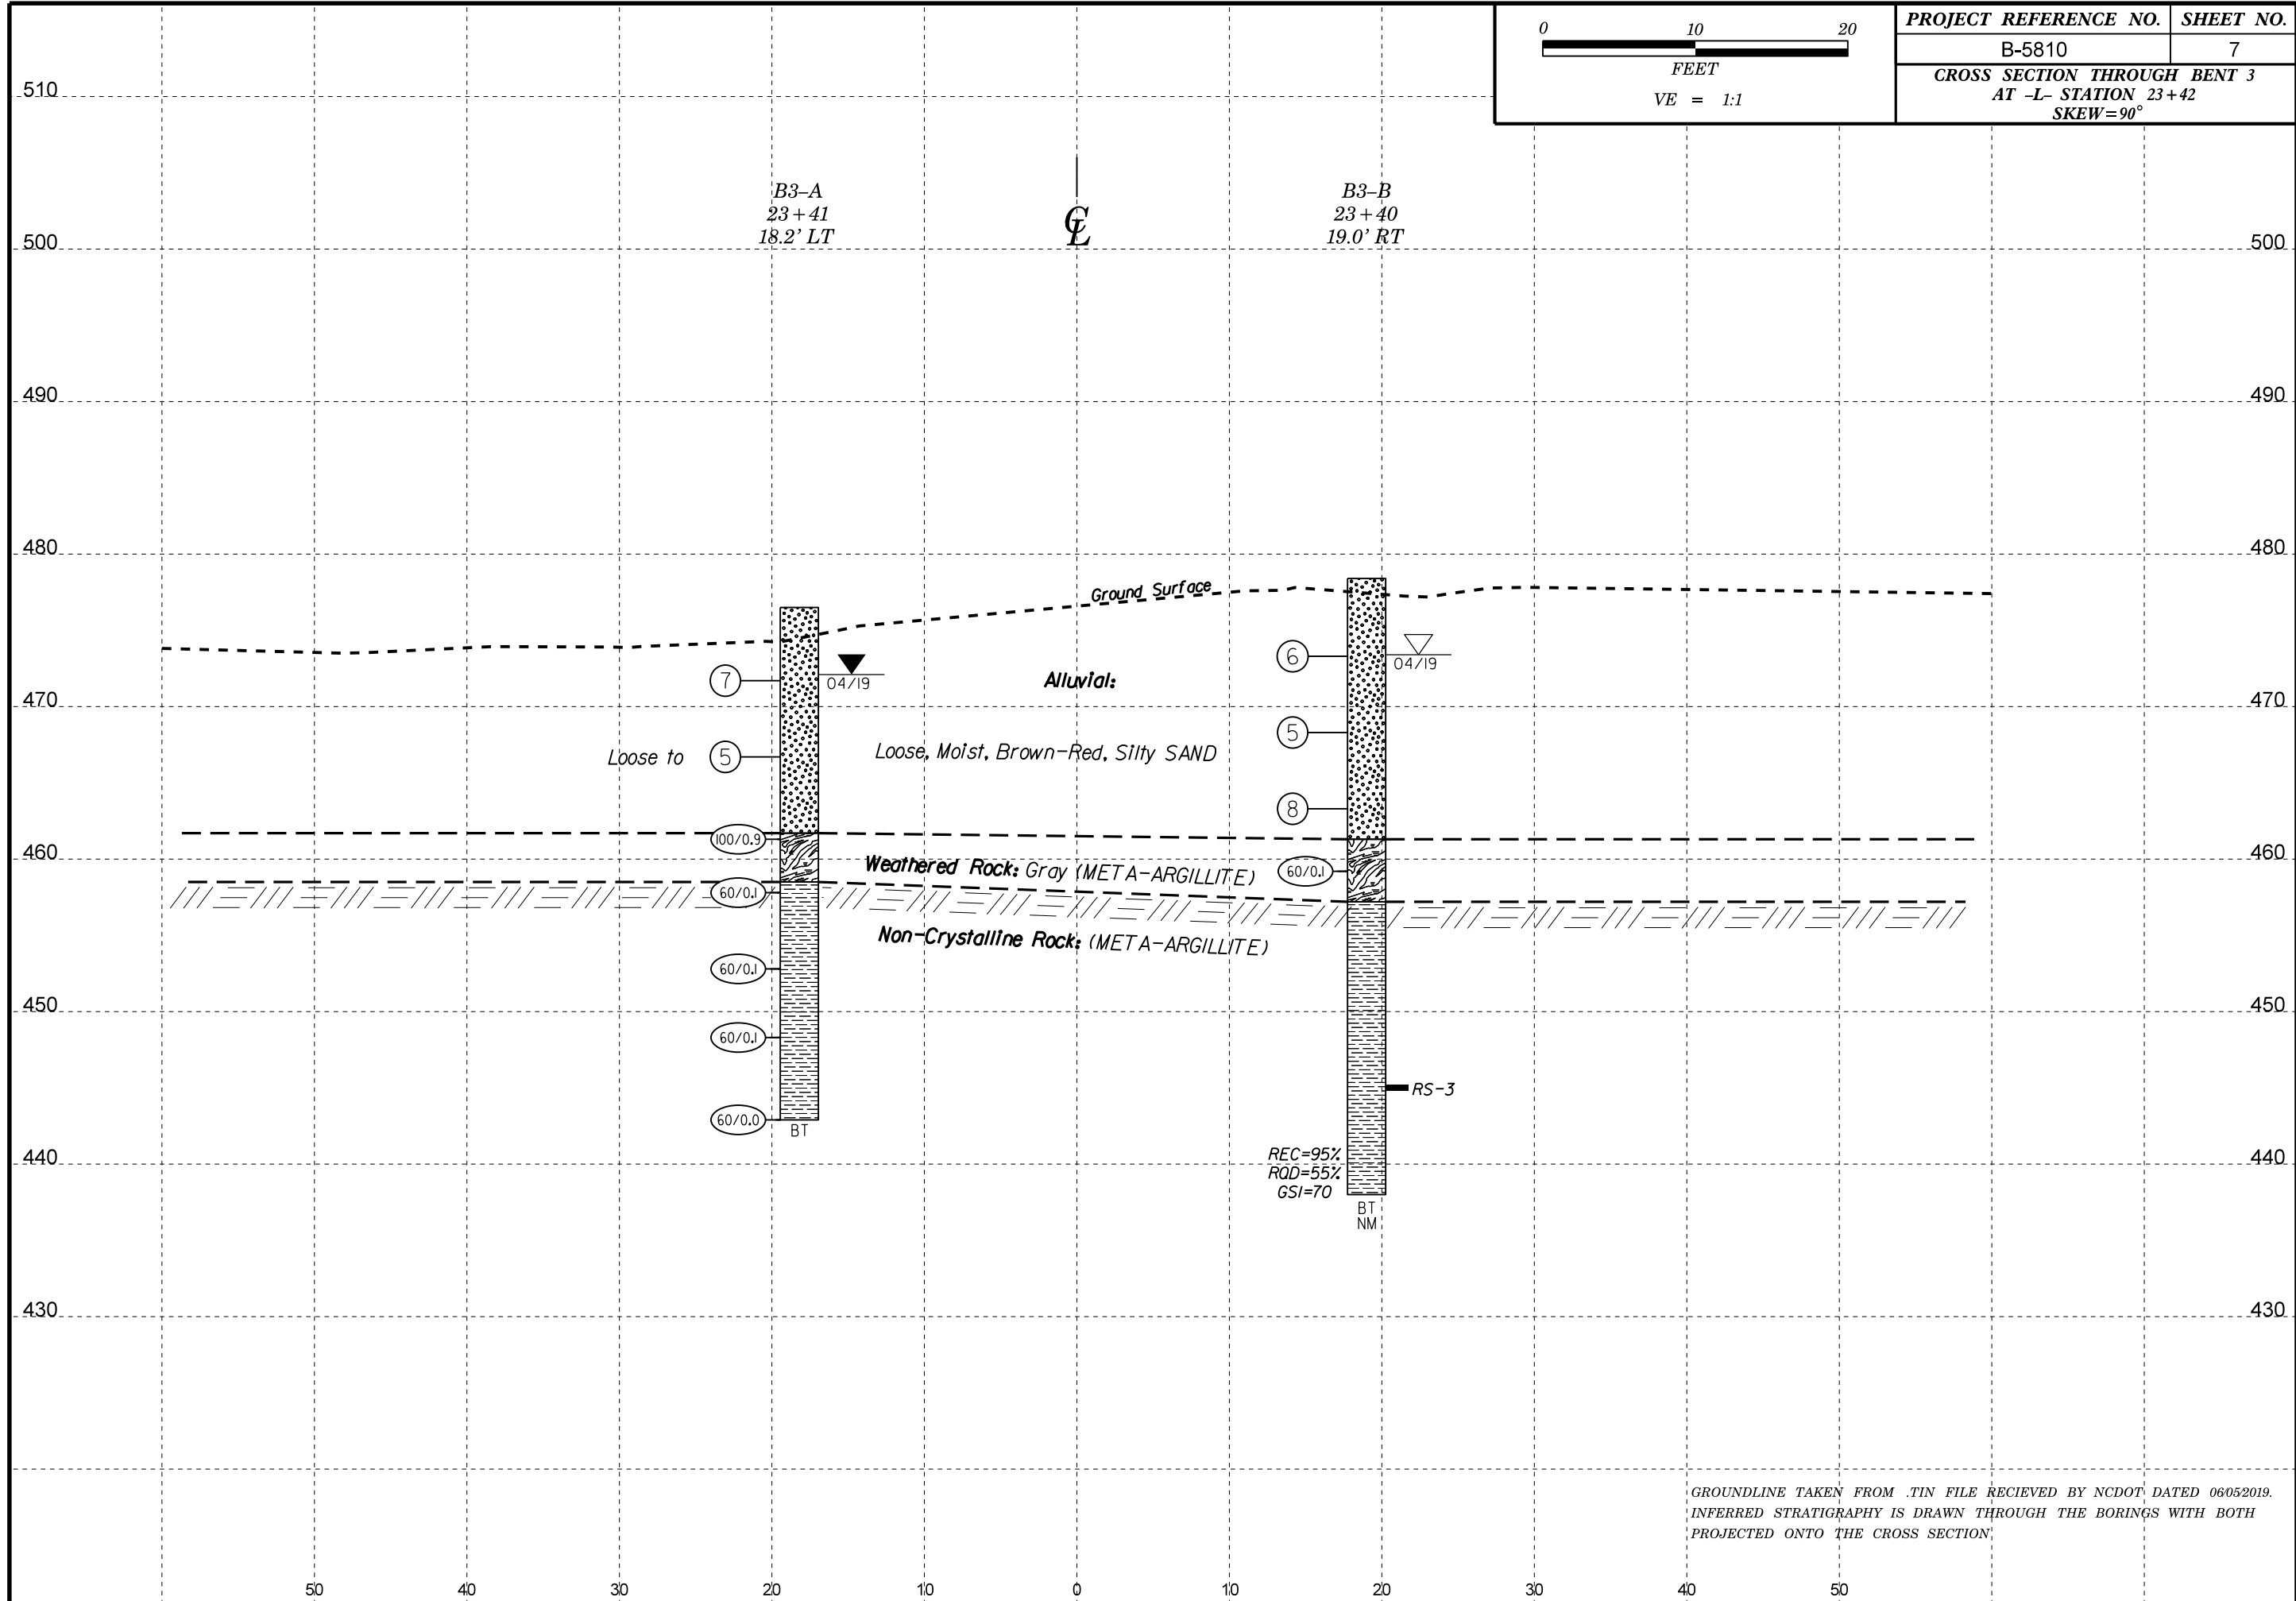 0 10 20
FEET
VE = 1:1
PROJECT REFERENCE NO. SHEET NO.
B-5810 7
CROSS SECTION THROUGH BENT 3
AT -L- STATION 23+42
SKEW=90°
510
B3-A
23+41
18.2' LT
C L
B3-B
23+40
19.0' RT
500 500
490 490
480 480
Ground Surface
6
04/19
7
04/19
Alluvial:
470 470
5
Loose to 5 Loose, Moist, Brown-Red, Silty SAND
8
100/0.9
460 460
Weathered Rock: Gray (META-ARGILLITE)
60/0.1
60/0.1
Non-Crystalline Rock: (META-ARGILLITE)
60/0.1
450 450
60/0.1
RS-3
60/0.0
BT
440 440
REC=95%
RQD=55%
GSI=70
BT
NM
430 430
GROUNDLINE TAKEN FROM .TIN FILE RECIEVED BY NCDOT DATED 06/05/2019.
INFERRED STRATIGRAPHY IS DRAWN THROUGH THE BORINGS WITH BOTH
PROJECTED ONTO THE CROSS SECTION
50 40 30 20 10 0 10 20 30 40 50